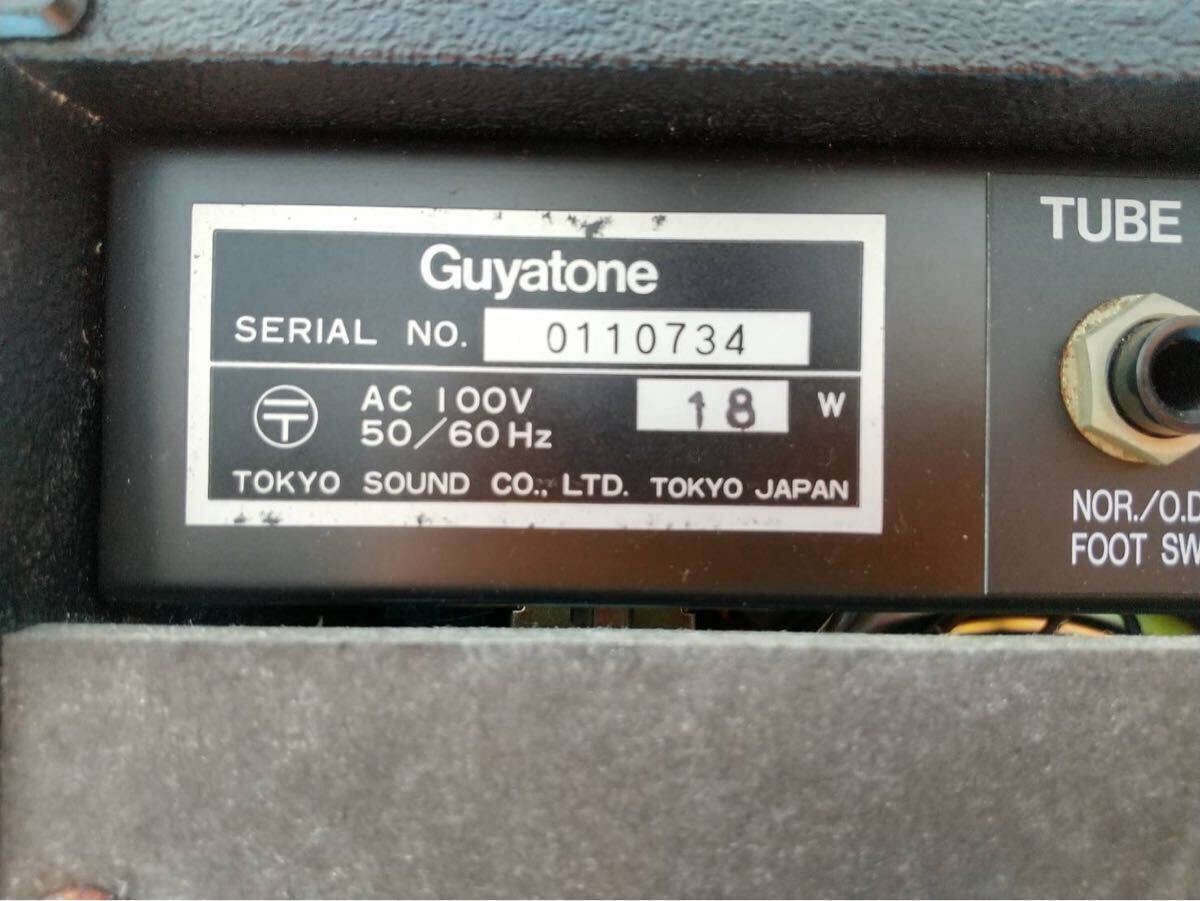 Guyatone
SERIAL NO. 0110734
AC 100V 18 W
50/60Hz
TOKYO SOUND CO., LTD. TOKYO JAPAN
TUBE
NOR./O.D
FOOT SW